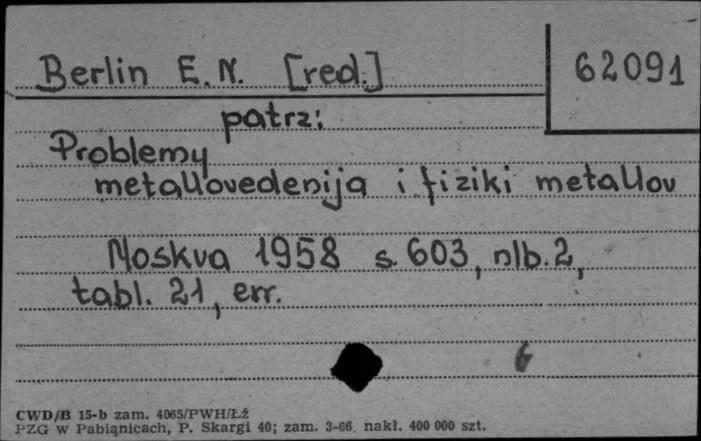 Berlin E. N. [red.]
62091
patrz:
Problemy
metallovedenija i fiziki metallov
Moskva 1958 s. 603, nlb. 2,
tabl. 21, err.
6
CWD/B 15-b zam. 4065/PWH/Łź
PZG w Pabianicach, P. Skargi 40; zam. 3-66 nakł. 400 000 szt.